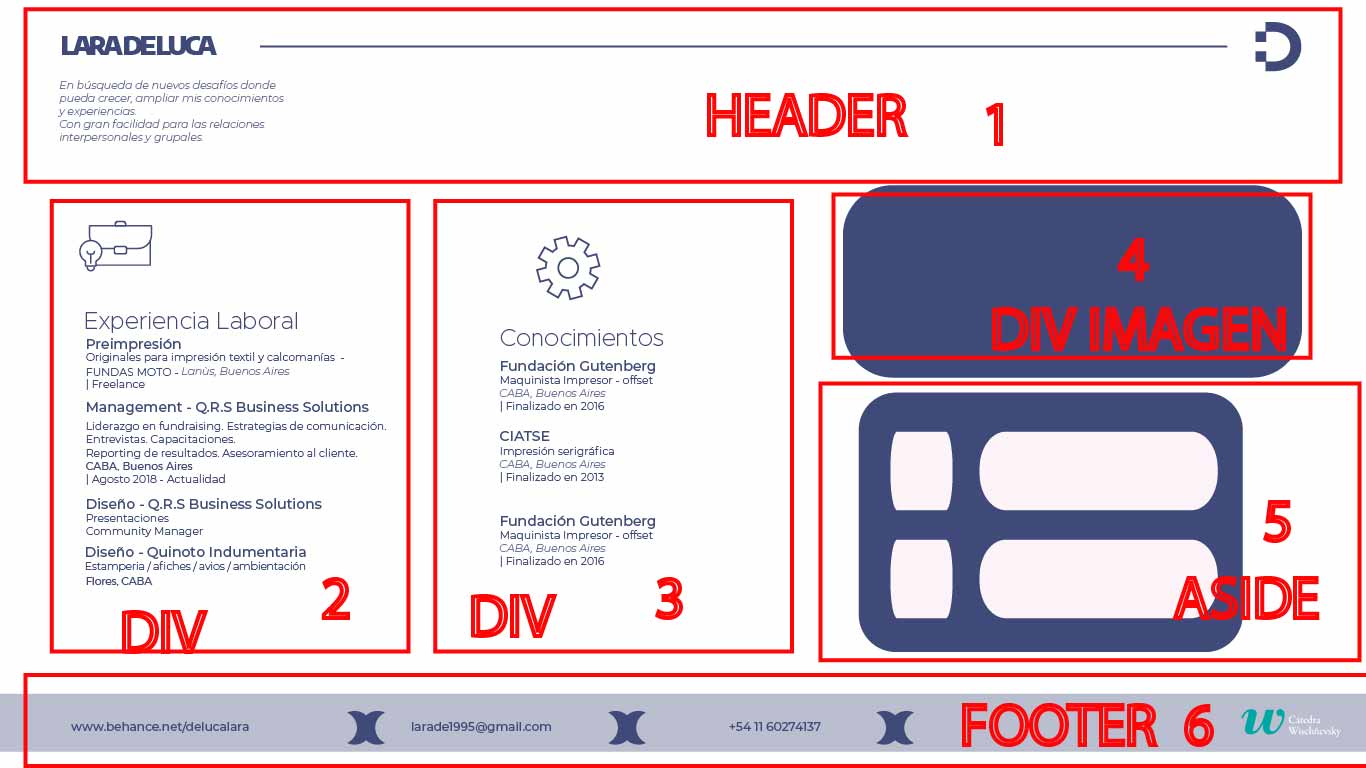 LARADELUCA
En búsqueda de nuevos desafíos donde
pueda crecer, ampliar mis conocimientos
y experiencias.
Con gran facilidad para las relaciones
interpersonales y grupales.
HEADER 1
Experiencia Laboral
Preimpresión
Originales para impresión textil y calcomanías -
FUNDAS MOTO - Lanùs, Buenos Aires
| Freelance
Management - Q.R.S Business Solutions
Liderazgo en fundraising. Estrategias de comunicación.
Entrevistas. Capacitaciones.
Reporting de resultados. Asesoramiento al cliente.
CABA, Buenos Aires
| Agosto 2018 - Actualidad
Diseño - Q.R.S Business Solutions
Presentaciones
Community Manager
Diseño - Quinoto Indumentaria
Estamperia / afiches / avios / ambientación
Flores, CABA
DIV 2
Conocimientos
Fundación Gutenberg
Maquinista Impresor - offset
CABA, Buenos Aires
| Finalizado en 2016
CIATSE
Impresión serigráfica
CABA, Buenos Aires
| Finalizado en 2013
Fundación Gutenberg
Maquinista Impresor - offset
CABA, Buenos Aires
| Finalizado en 2016
DIV 3
4
DIV IMAGEN
5
ASIDE
www.behance.net/delucalara
larade1995@gmail.com
+54 11 60274137
FOOTER 6
w Cátedra
Wischñevsky